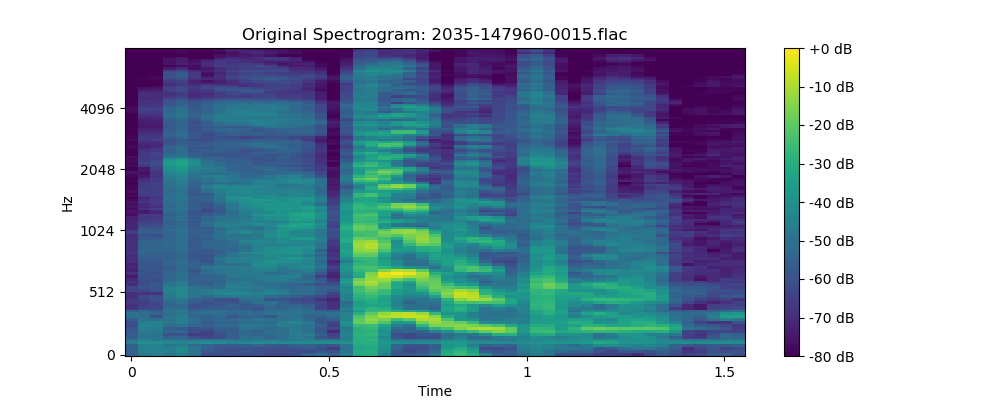 Original Spectrogram: 2035-147960-0015.flac
Hz
4096
2048
1024
512
0
0
0.5
1
1.5
Time
+0 dB
-10 dB
-20 dB
-30 dB
-40 dB
-50 dB
-60 dB
-70 dB
-80 dB